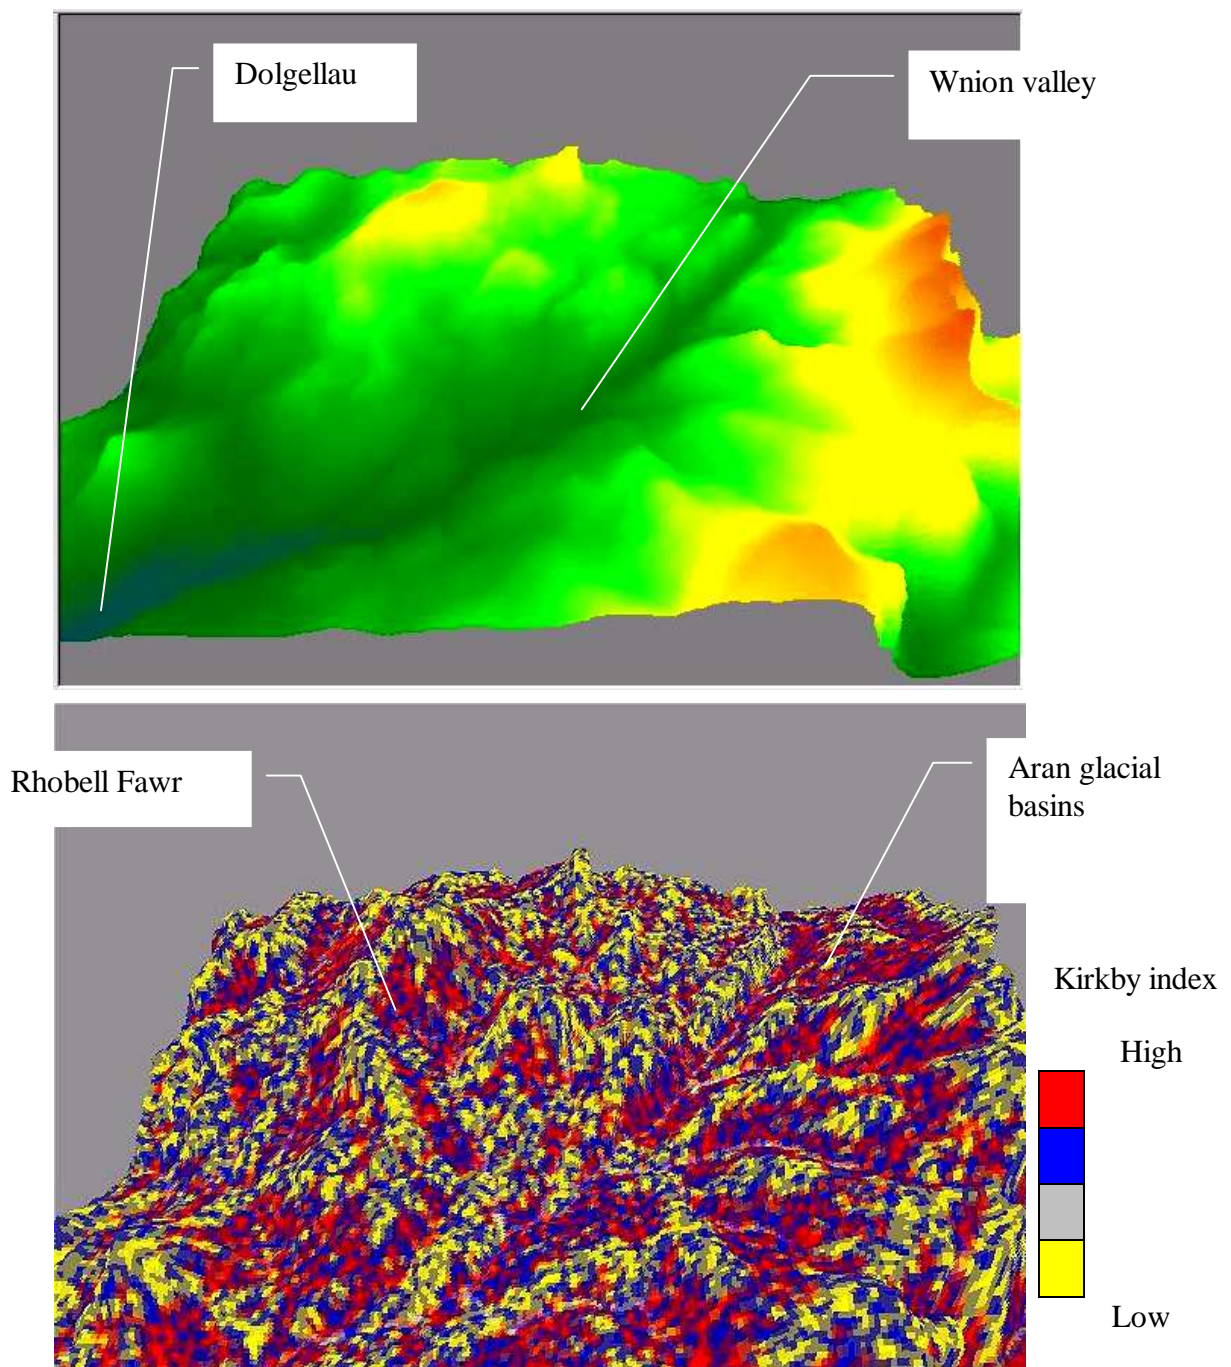 Dolgellau
Wnion valley
Rhobell Fawr
Aran glacial
basins
Kirkby index
High
Low